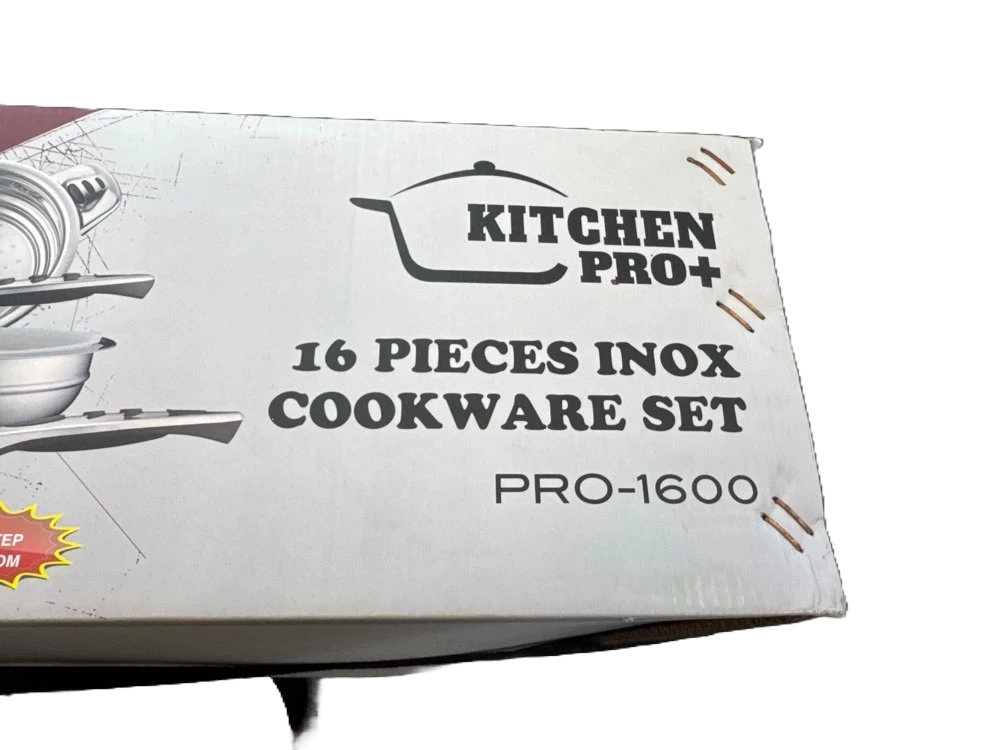 KITCHEN
PRO+
16 PIECES INOX
COOKWARE SET
PRO-1600